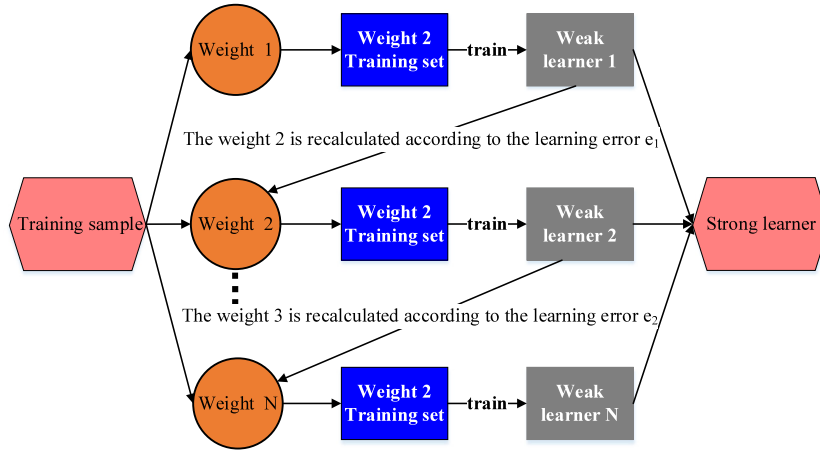 Weight 1
Weight 2
Training set
train
Weak
learner 1
The weight 2 is recalculated according to the learning error e₁
Training sample
Weight 2
Weight 2
Training set
train
Weak
learner 2
Strong learner
The weight 3 is recalculated according to the learning error e₂
Weight N
Weight 2
Training set
train
Weak
learner N